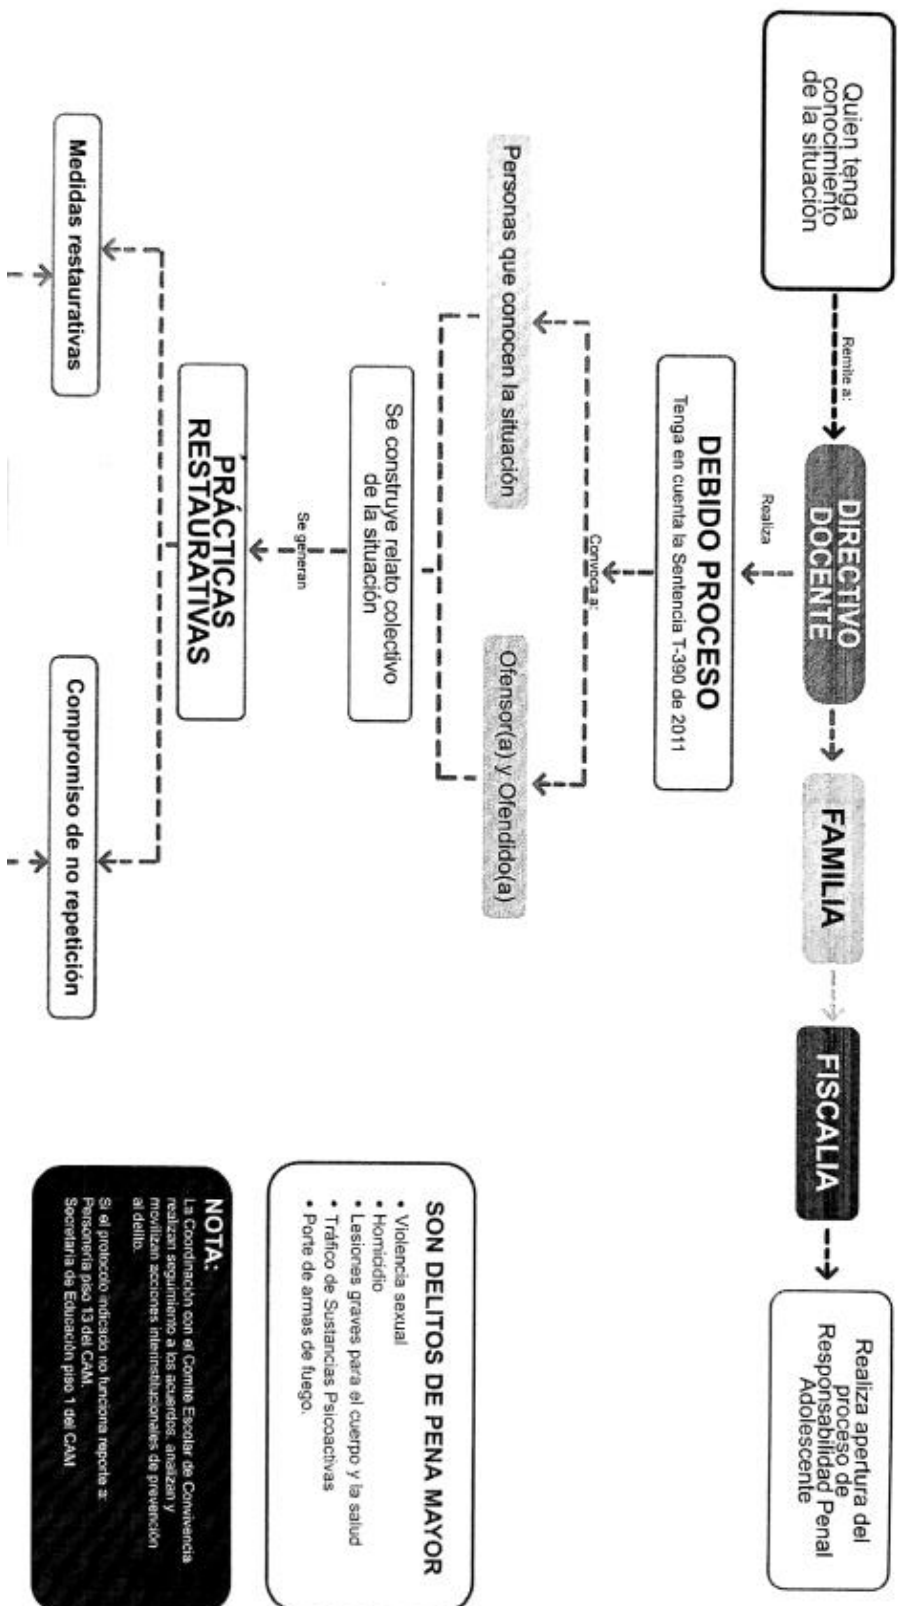 Quien tenga
conocimiento
de la situación
Remite a:
DIRECTIVO
DOCENTE
FAMILIA
FISCALIA
Realiza apertura del
proceso de
Responsabilidad Penal
Adolescente
Realiza
DEBIDO PROCESO
Tenga en cuenta la Sentencia T-390 de 2011
Convoca a:
Personas que conocen la situación
Ofensor(a) y Ofendido(a)
Se construye relato colectivo
de la situación
Se generan
PRÁCTICAS
RESTAURATIVAS
Medidas restaurativas
Compromiso de no repetición
SON DELITOS DE PENA MAYOR
• Violencia sexual
• Homicidio
• Lesiones graves para el cuerpo y la salud
• Tráfico de Sustancias Psicoactivas
• Porte de armas de fuego.
NOTA:
La Coordinación con el Comité Escolar de Convivencia
realizan seguimiento a los acuerdos, analizan y
movilizan acciones interinstitucionales de prevención
al delito.
Si el protocolo indicado no funciona reporte a:
Personería piso 13 del CAM.
Secretaría de Educación piso 1 del CAM